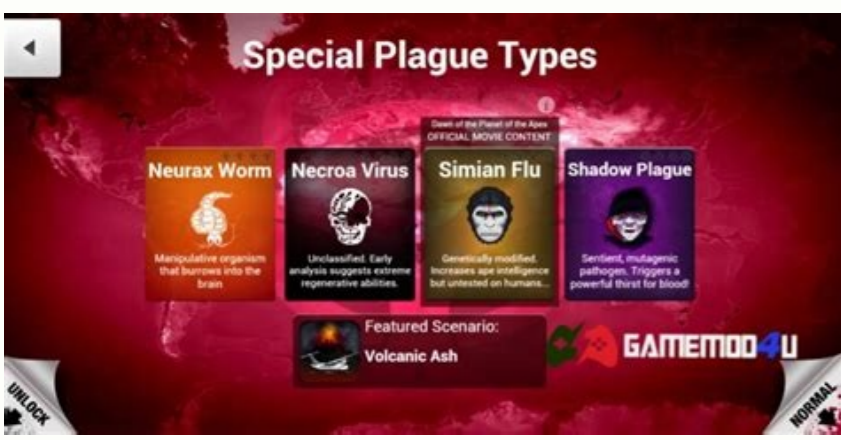 Special Plague Types
Dawn of the Planet of the Apes
OFFICIAL MOVIE CONTENT
Neurax Worm
Manipulative organism
that burrows into the
brain
Necroa Virus
Unclassified. Early
analysis suggests extreme
regenerative abilities.
Simian Flu
Genetically modified.
Increases ape intelligence
but untested on humans...
Shadow Plague
Sentient, mutagenic
pathogen. Triggers a
powerful thirst for blood!
Featured Scenario:
Volcanic Ash
GAMEMOD4U
UNLOCK
NORMAL